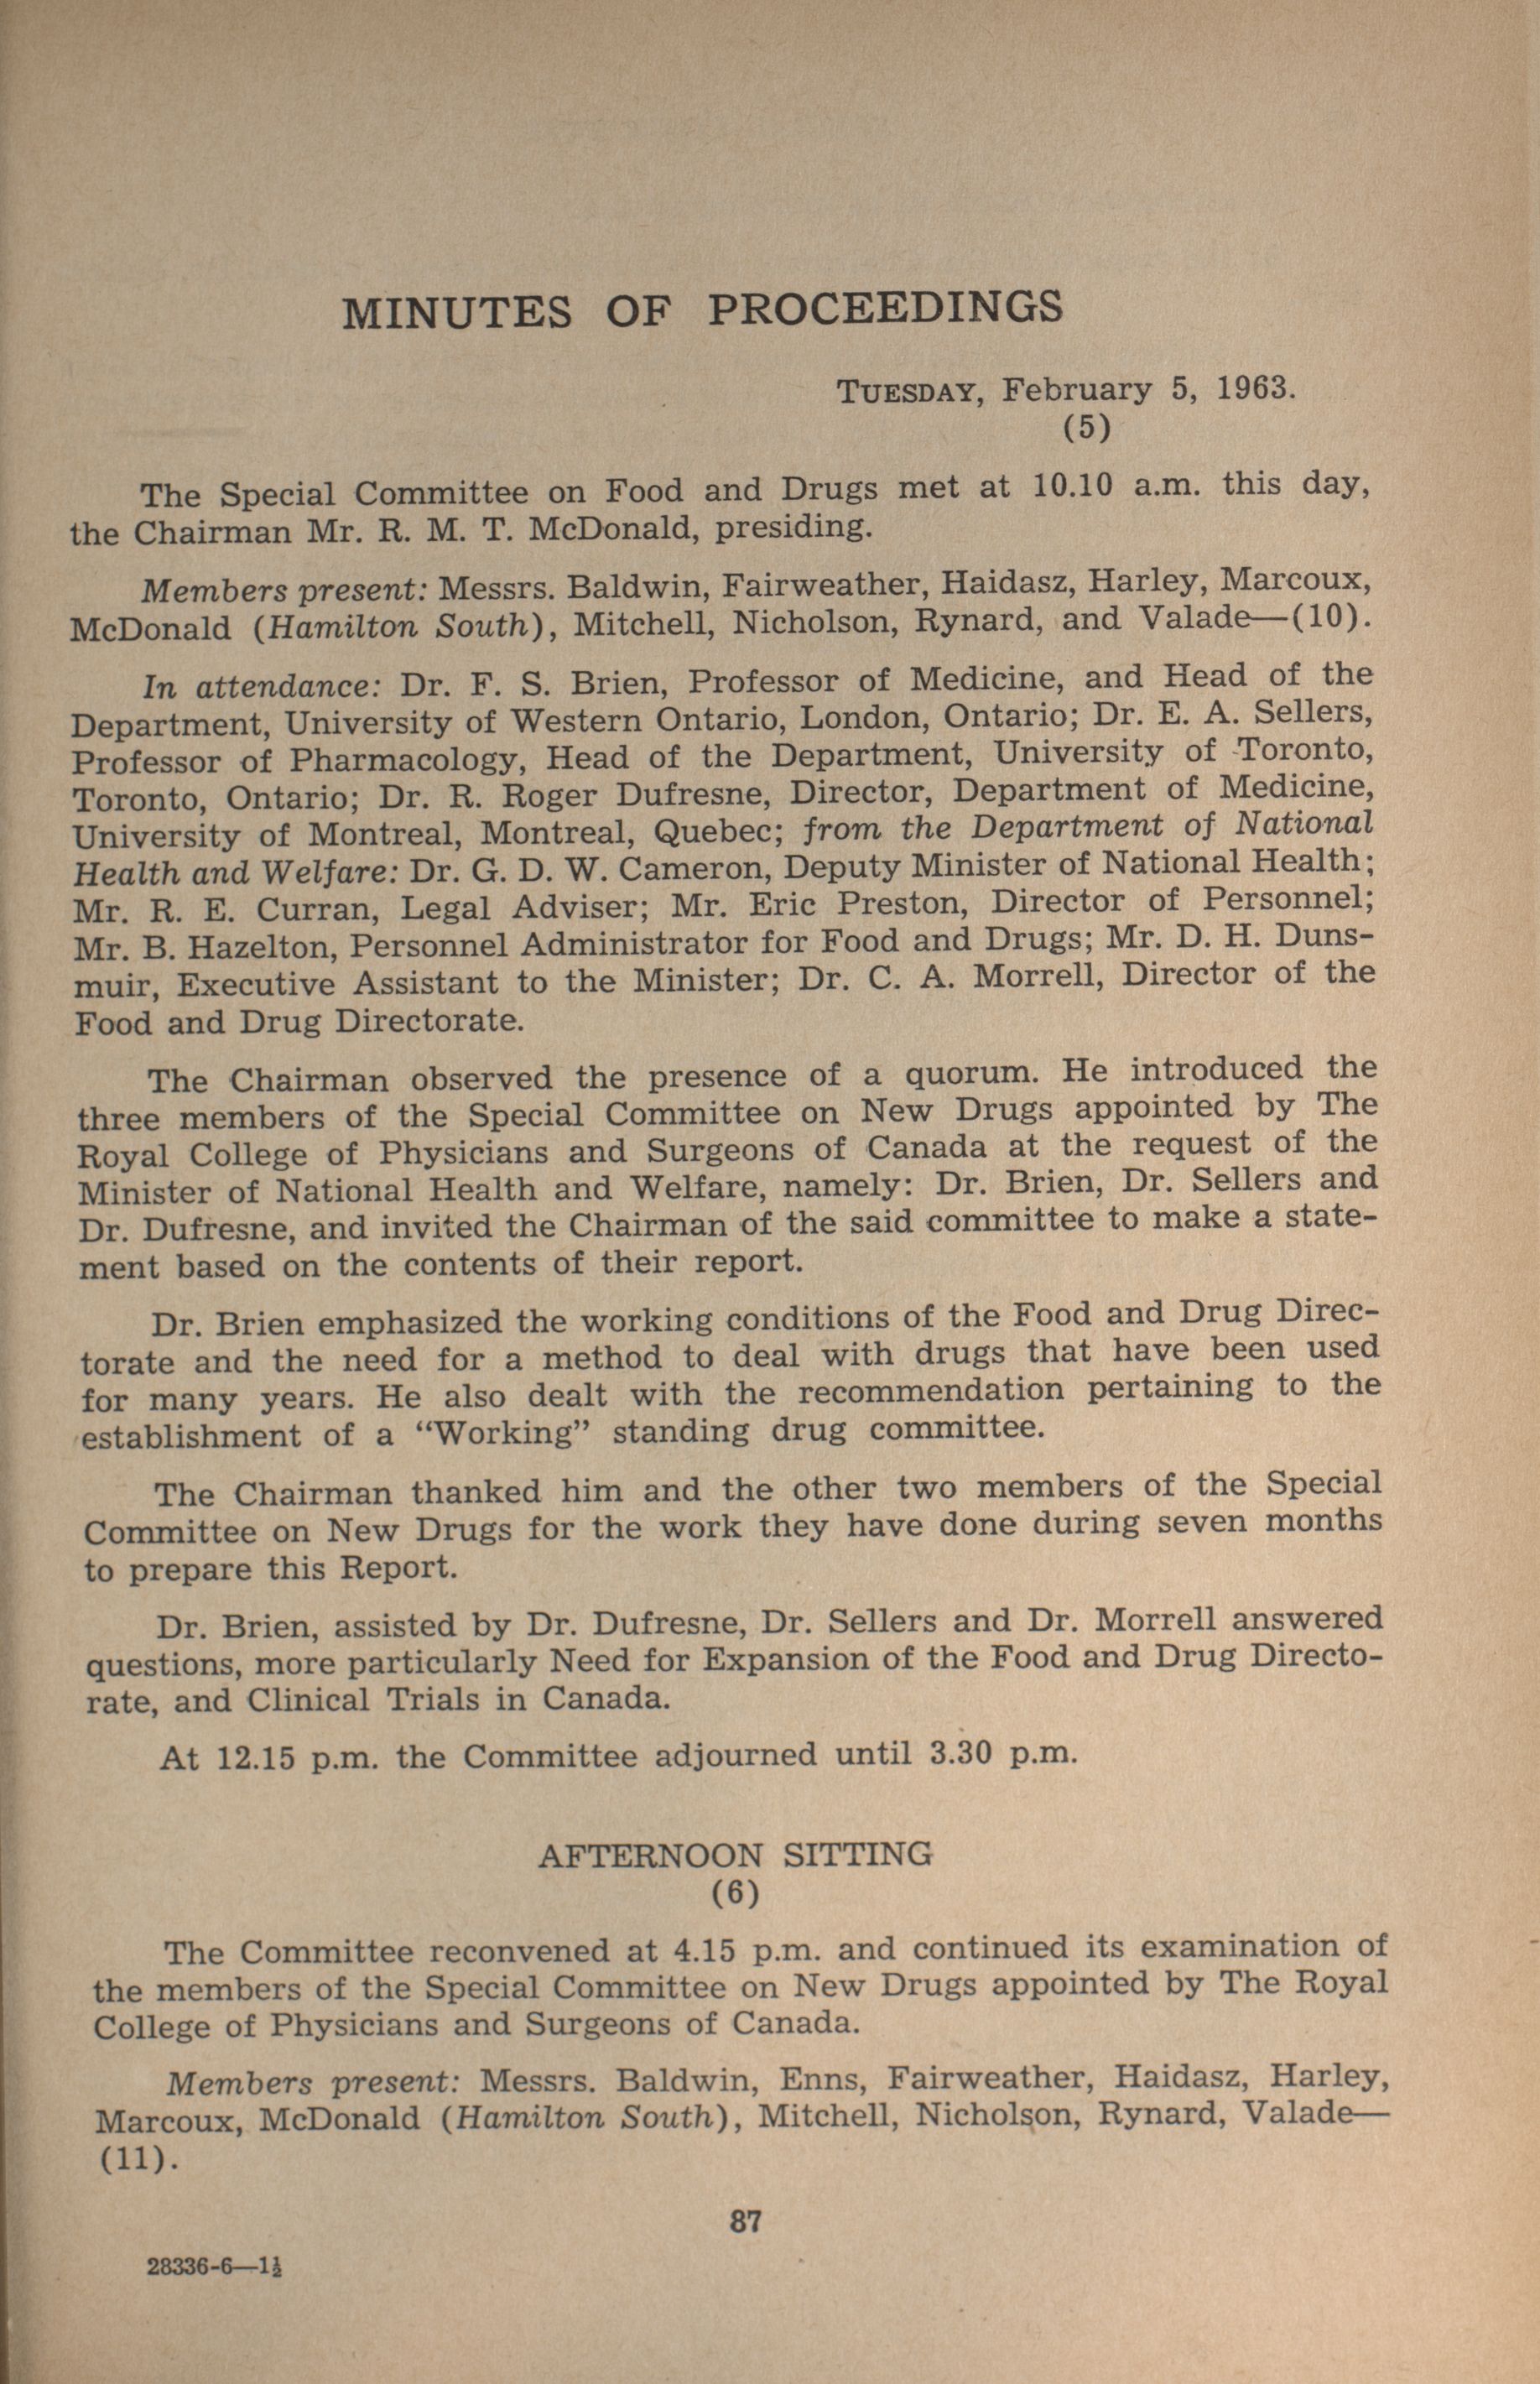 MINUTES OF PROCEEDINGS
TUESDAY, February 5, 1963.
(5)
The Special Committee on Food and Drugs met at 10.10 a.m. this day,
the Chairman Mr. R. M. T. McDonald, presiding.
Members present: Messrs. Baldwin, Fairweather, Haidasz, Harley, Marcoux,
McDonald (Hamilton South), Mitchell, Nicholson, Rynard, and Valade—(10).
In attendance: Dr. F. S. Brien, Professor of Medicine, and Head of the
Department, University of Western Ontario, London, Ontario; Dr. E. A. Sellers,
Professor of Pharmacology, Head of the Department, University of Toronto,
Toronto, Ontario; Dr. R. Roger Dufresne, Director, Department of Medicine,
University of Montreal, Montreal, Quebec; from the Department of National
Health and Welfare: Dr. G. D. W. Cameron, Deputy Minister of National Health;
Mr. R. E. Curran, Legal Adviser; Mr. Eric Preston, Director of Personnel;
Mr. B. Hazelton, Personnel Administrator for Food and Drugs; Mr. D. H. Duns-
muir, Executive Assistant to the Minister; Dr. C. A. Morrell, Director of the
Food and Drug Directorate.
The Chairman observed the presence of a quorum. He introduced the
three members of the Special Committee on New Drugs appointed by The
Royal College of Physicians and Surgeons of Canada at the request of the
Minister of National Health and Welfare, namely: Dr. Brien, Dr. Sellers and
Dr. Dufresne, and invited the Chairman of the said committee to make a state-
ment based on the contents of their report.
Dr. Brien emphasized the working conditions of the Food and Drug Direc-
torate and the need for a method to deal with drugs that have been used
for many years. He also dealt with the recommendation pertaining to the
establishment of a “Working” standing drug committee.
The Chairman thanked him and the other two members of the Special
Committee on New Drugs for the work they have done during seven months
to prepare this Report.
Dr. Brien, assisted by Dr. Dufresne, Dr. Sellers and Dr. Morrell answered
questions, more particularly Need for Expansion of the Food and Drug Directo-
rate, and Clinical Trials in Canada.
At 12.15 p.m. the Committee adjourned until 3.30 p.m.
AFTERNOON SITTING
(6)
The Committee reconvened at 4.15 p.m. and continued its examination of
the members of the Special Committee on New Drugs appointed by The Royal
College of Physicians and Surgeons of Canada.
Members present: Messrs. Baldwin, Enns, Fairweather, Haidasz, Harley,
Marcoux, McDonald (Hamilton South), Mitchell, Nicholson, Rynard, Valade—
(11).
87
28336-6—1½